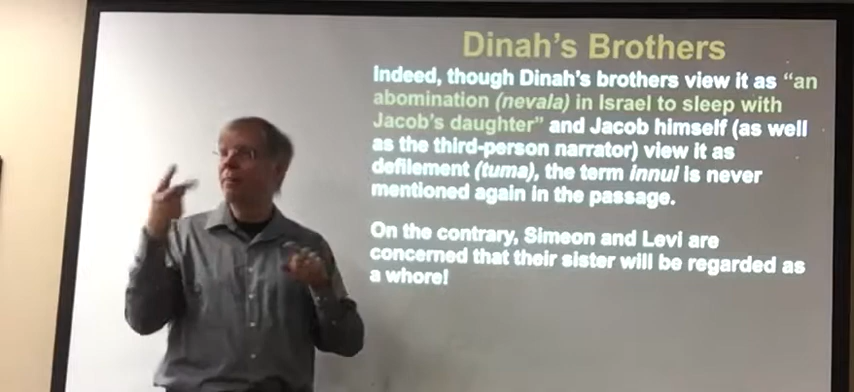 Dinah's Brothers
Indeed, though Dinah's brothers view it as "an
abomination (nevala) in Israel to sleep with
Jacob's daughter" and Jacob himself (as well
as the third-person narrator) view it as
defilement (tuma), the term innui is never
mentioned again in the passage.
On the contrary, Simeon and Levi are
concerned that their sister will be regarded as
a whore!